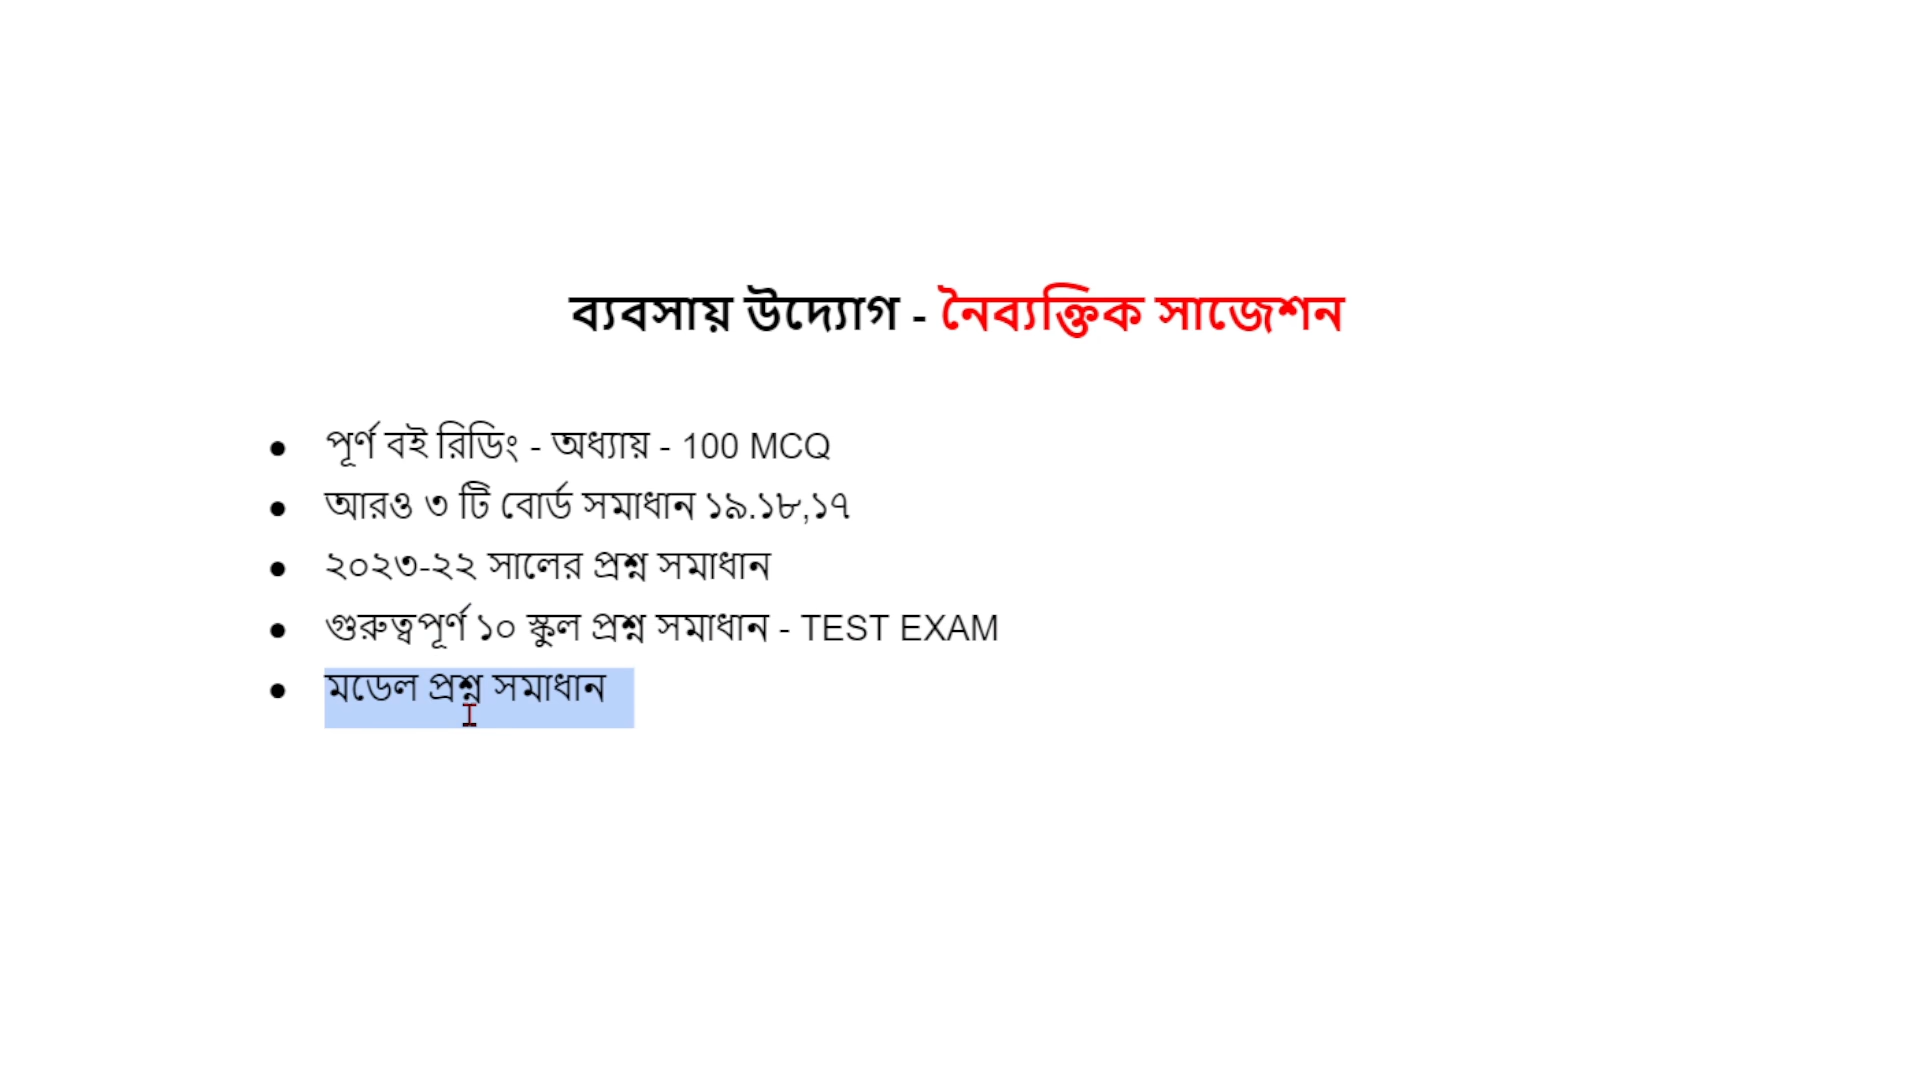 ব্যবসায় উদ্যোগ - নৈব্যক্তিক সাজেশন
● পূর্ণ বই রিডিং - অধ্যায় - 100 MCQ
● আরও ৩ টি বোর্ড সমাধান ১৯.১৮,১৭
● ২০২৩-২২ সালের প্রশ্ন সমাধান
● গুরুত্বপূর্ণ ১০ স্কুল প্রশ্ন সমাধান - TEST EXAM
● মডেল প্রশ্ন সমাধান